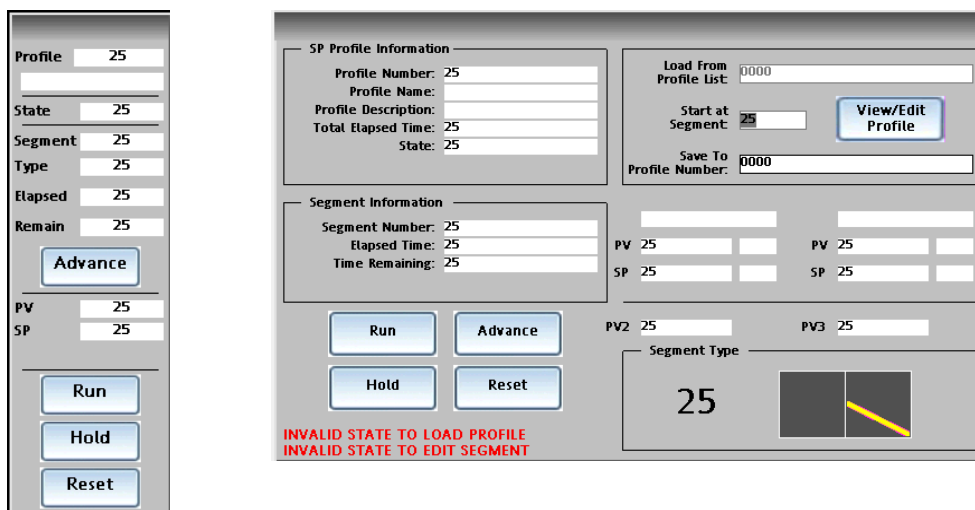 Profile 25
State 25
Segment 25
Type 25
Elapsed 25
Remain 25
Advance
PV 25
SP 25
Run
Hold
Reset
SP Profile Information
Profile Number: 25
Profile Name:
Profile Description:
Total Elapsed Time: 25
State: 25
Load From
Profile List: 0000
Start at
Segment: 25
View/Edit
Profile
Save To
Profile Number: 0000
Segment Information
Segment Number: 25
Elapsed Time: 25
Time Remaining: 25
PV 25 PV 25
SP 25 SP 25
Run Advance
Hold Reset
PV2 25 PV3 25
Segment Type
25
INVALID STATE TO LOAD PROFILE
INVALID STATE TO EDIT SEGMENT